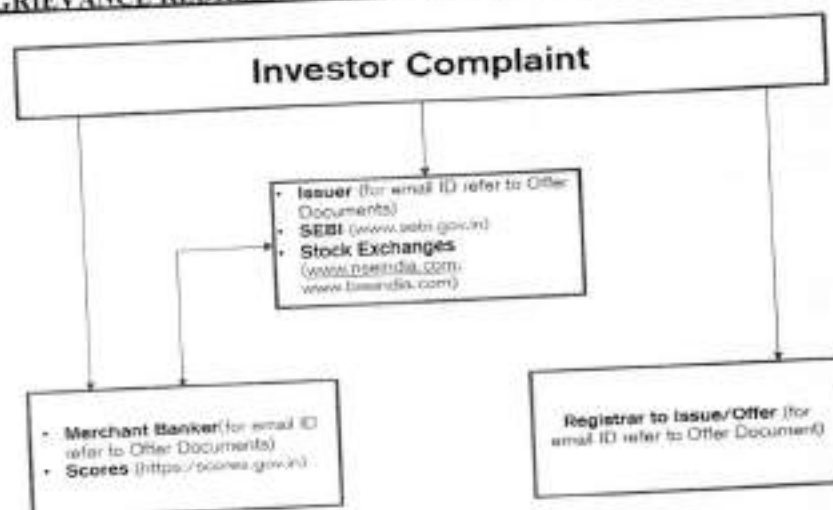 Investor Complaint
• Issuer (for email ID refer to Offer
Documents)
• SEBI (www.sebi.gov.in)
• Stock Exchanges
(www.nseindia.com,
www.bseindia.com)
• Merchant Banker(for email ID
refer to Offer Documents)
• Scores (https:/scores.gov.in)
Registrar to Issue/Offer (for
email ID refer to Offer Document)